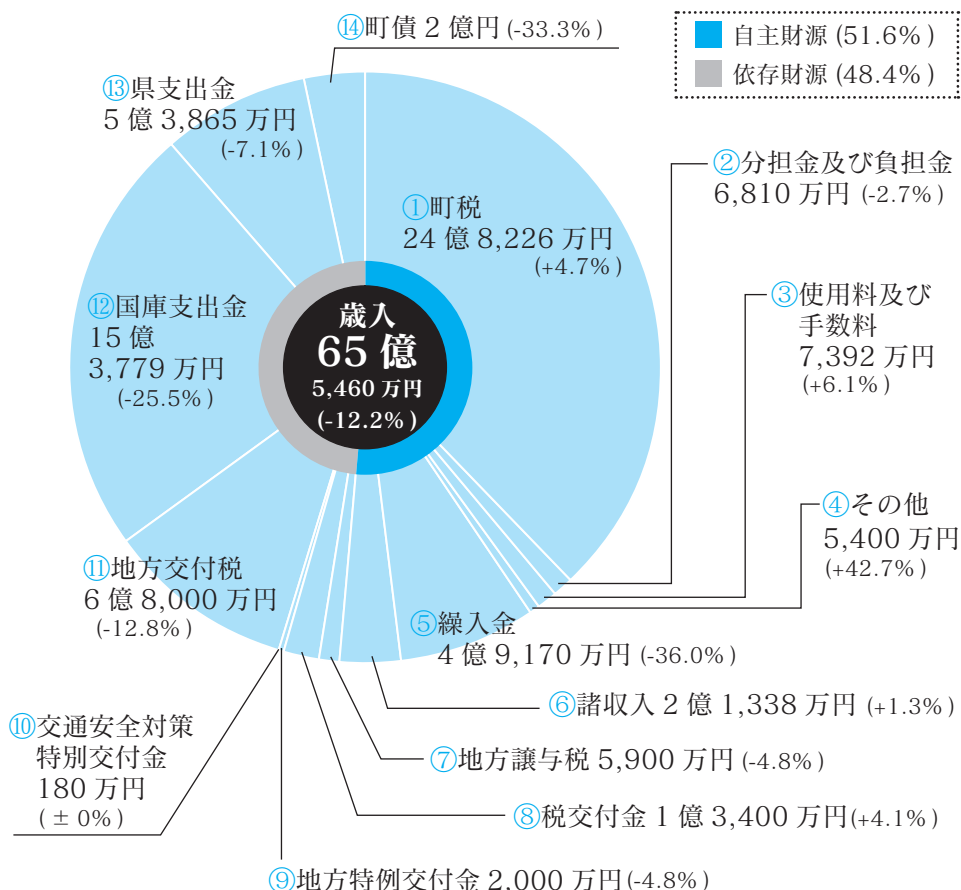 ⑭町債 2 億円 (-33.3%)
自主財源 (51.6%)
依存財源 (48.4%)
⑬県支出金
5 億 3,865 万円
(-7.1%)
②分担金及び負担金
6,810 万円 (-2.7%)
①町税
24 億 8,226 万円
(+4.7%)
③使用料及び
手数料
7,392 万円
(+6.1%)
⑫国庫支出金
15 億
3,779 万円
(-25.5%)
歳入
65 億
5,460 万円
(-12.2%)
④その他
5,400 万円
(+42.7%)
⑪地方交付税
6 億 8,000 万円
(-12.8%)
⑤繰入金
4 億 9,170 万円 (-36.0%)
⑥諸収入 2 億 1,338 万円 (+1.3%)
⑩交通安全対策
特別交付金
180 万円
(± 0%)
⑦地方譲与税 5,900 万円 (-4.8%)
⑧税交付金 1 億 3,400 万円 (+4.1%)
⑨地方特例交付金 2,000 万円 (-4.8%)